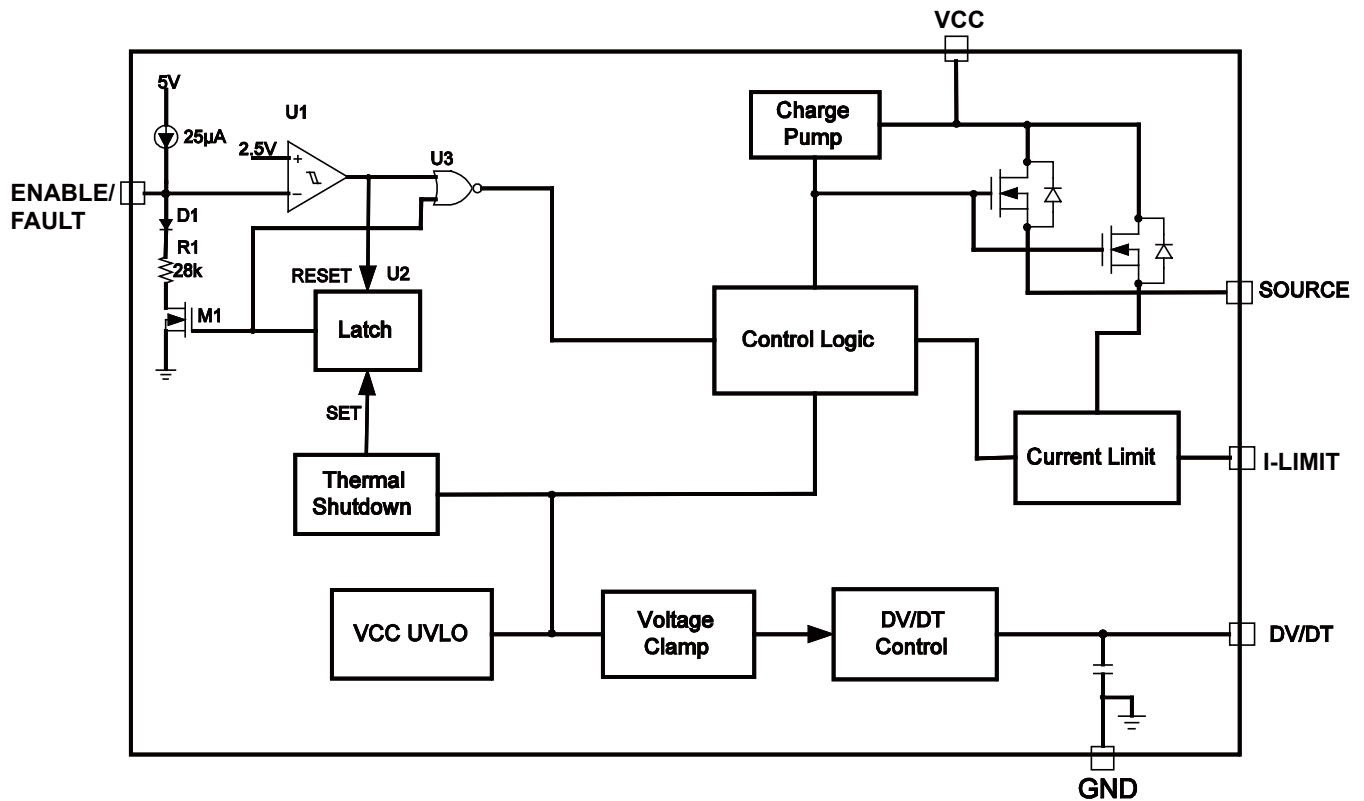 VCC
5V
U1
25µA
2.5V
+
−
U3
Charge
Pump
ENABLE/
FAULT
D1
R1
28k
RESET
U2
M1
Latch
SET
Control Logic
SOURCE
Current Limit
I-LIMIT
Thermal
Shutdown
VCC UVLO
Voltage
Clamp
DV/DT
Control
DV/DT
GND